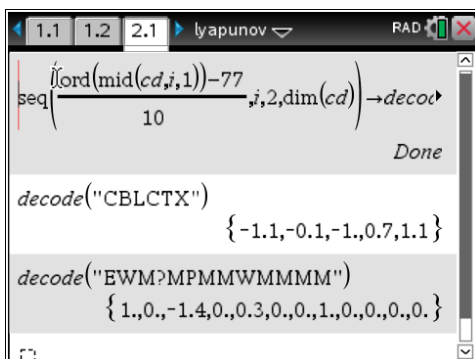 1.1 1.2 2.1 lyapunov RAD
seq((ord(mid(cd,i,1))-77)/10,i,2,dim(cd))→decod
Done
decode("CBLCTX")
{-1.1,-0.1,-1.,0.7,1.1}
decode("EWM?MPMMWMMMM")
{1.,0.,-1.4,0.,0.3,0.,0.,1.,0.,0.,0.,0.}